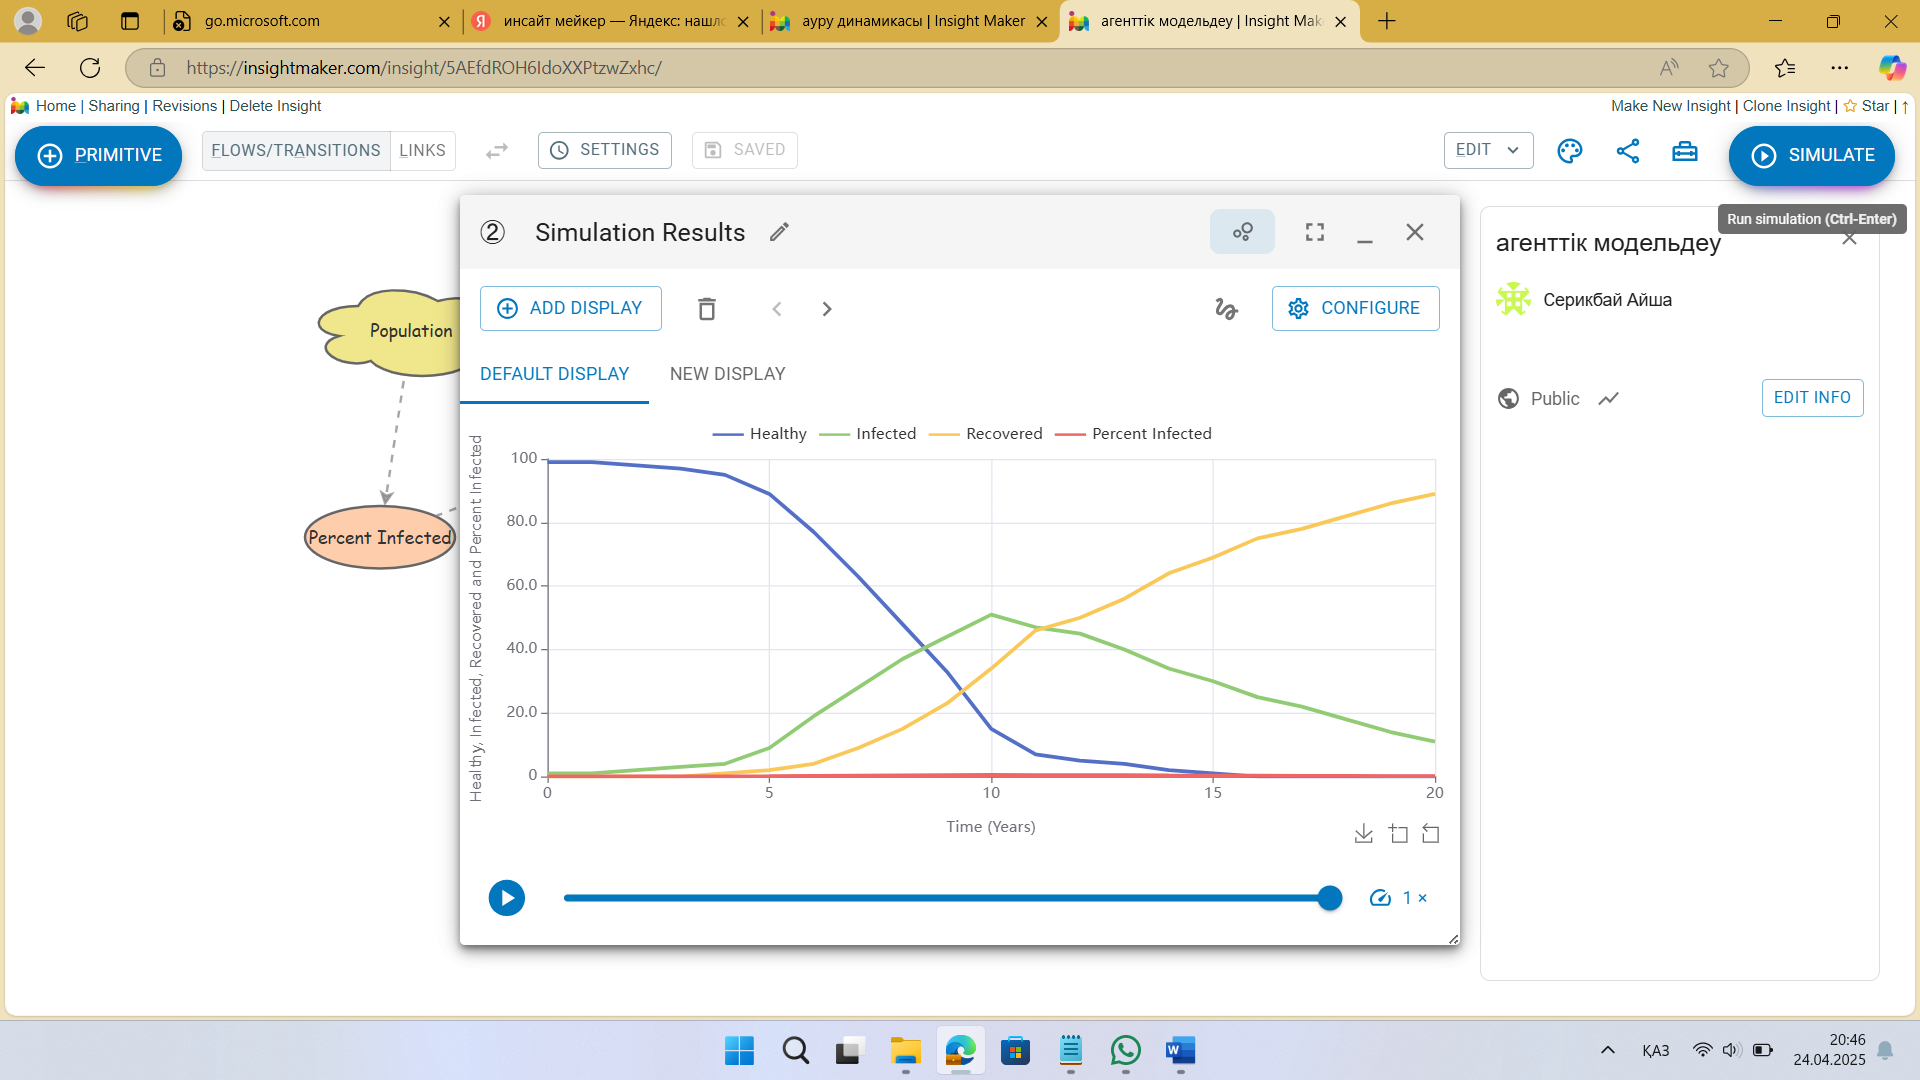 go.microsoft.com
инсайт мейкер — Яндекс: нашлс
ауру динамикасы | Insight Maker
агенттік модельдеу | Insight Mak
https://insightmaker.com/insight/5AEfdROH6IdoXXPtzwZxhc/
Home | Sharing | Revisions | Delete Insight
Make New Insight | Clone Insight | Star | ↑
PRIMITIVE
FLOWS/TRANSITIONS
LINKS
SETTINGS
SAVED
EDIT
SIMULATE
Run simulation (Ctrl-Enter)
2
Simulation Results
агенттік модельдеу
Серикбай Айша
ADD DISPLAY
CONFIGURE
Population
DEFAULT DISPLAY
NEW DISPLAY
Public
EDIT INFO
Healthy
Infected
Recovered
Percent Infected
Healthy, Infected, Recovered and Percent Infected
100
80.0
60.0
40.0
20.0
0
0
5
10
15
20
Time (Years)
Percent Infected
1 ×
ҚАЗ
20:46
24.04.2025